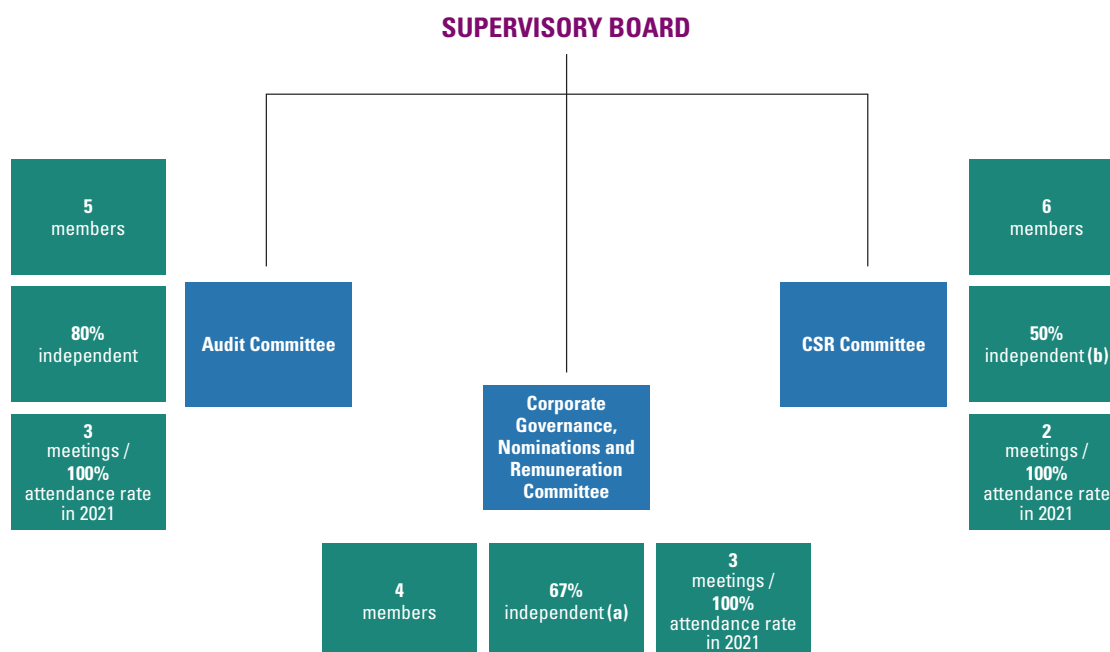 SUPERVISORY BOARD
5
members
80%
independent
3
meetings /
100%
attendance rate
in 2021
Audit Committee
Corporate
Governance,
Nominations and
Remuneration
Committee
4
members
67%
independent (a)
3
meetings /
100%
attendance rate
in 2021
CSR Committee
6
members
50%
independent (b)
2
meetings /
100%
attendance rate
in 2021